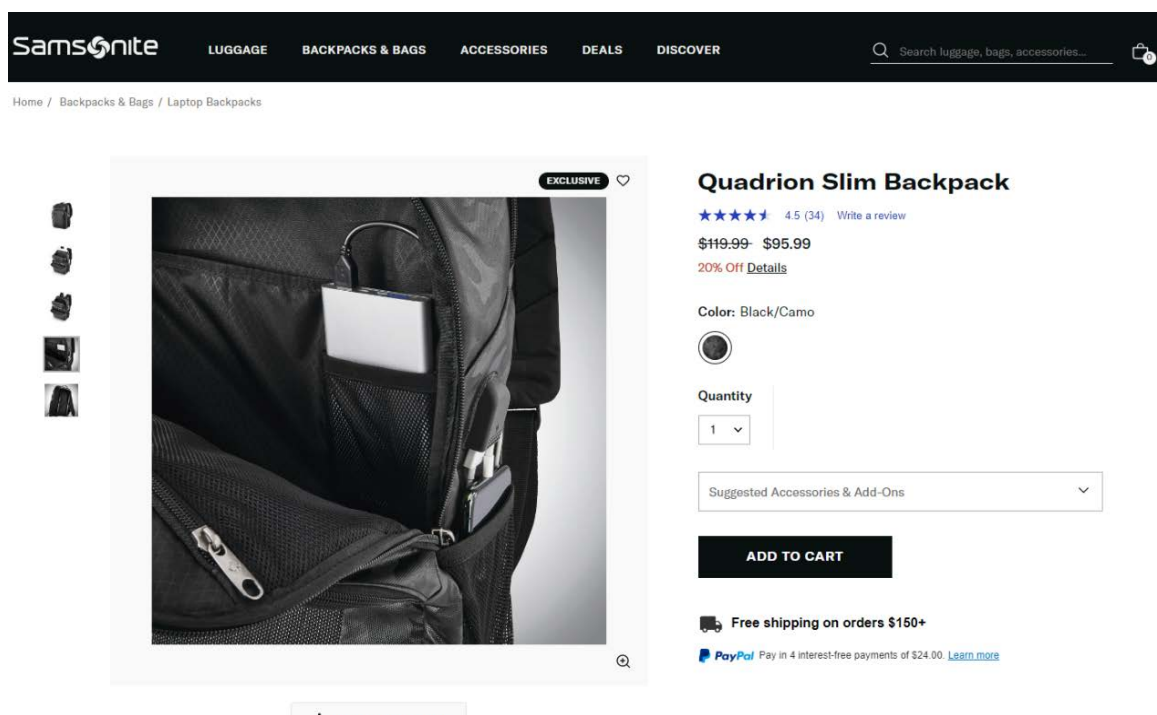 Samsonite
LUGGAGE BACKPACKS & BAGS ACCESSORIES DEALS DISCOVER
Search luggage, bags, accessories...
0
Home / Backpacks & Bags / Laptop Backpacks
EXCLUSIVE
Quadrion Slim Backpack
4.5 (34) Write a review
$119.99 $95.99
20% Off Details
Color: Black/Camo
Quantity
1
Suggested Accessories & Add-Ons
ADD TO CART
Free shipping on orders $150+
PayPal Pay in 4 interest-free payments of $24.00. Learn more